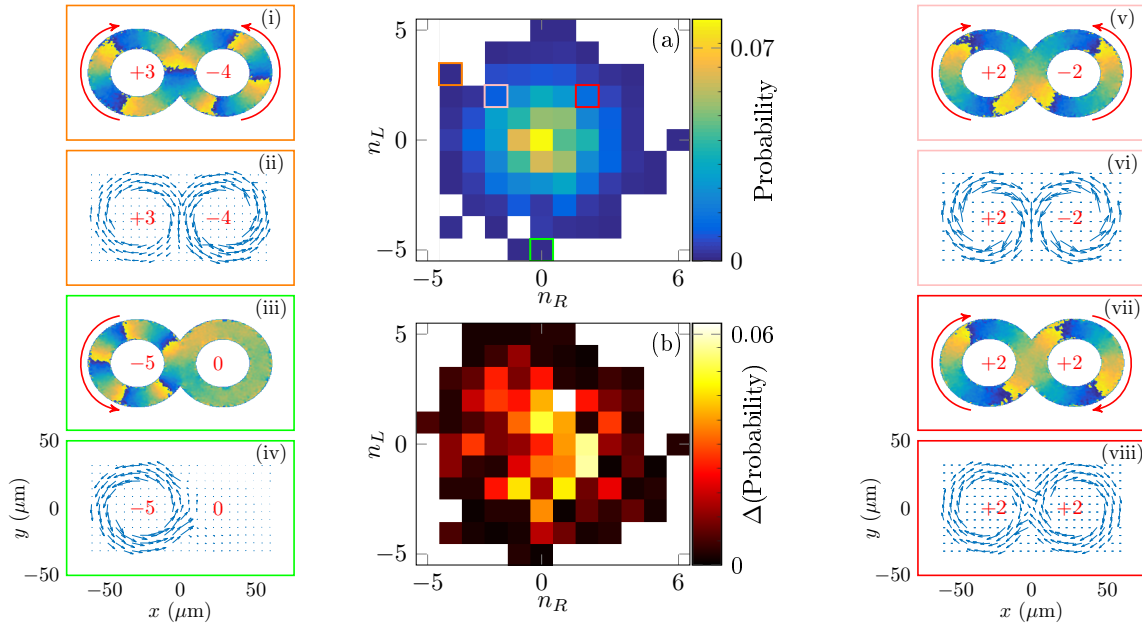 (i)
+3 −4
(ii)
+3 −4
(iii)
−5 0
(iv)
50
0
−50
y (μm)
−5 0
−50 0 50
x (μm)
(a)
5
0
−5
n_L
−5 0 6
n_R
0.07
0
Probability
(b)
5
0
−5
n_L
−5 0 6
n_R
0.06
0
Δ(Probability)
(v)
+2 −2
(vi)
+2 −2
(vii)
+2 +2
(viii)
50
0
−50
y (μm)
+2 +2
−50 0 50
x (μm)